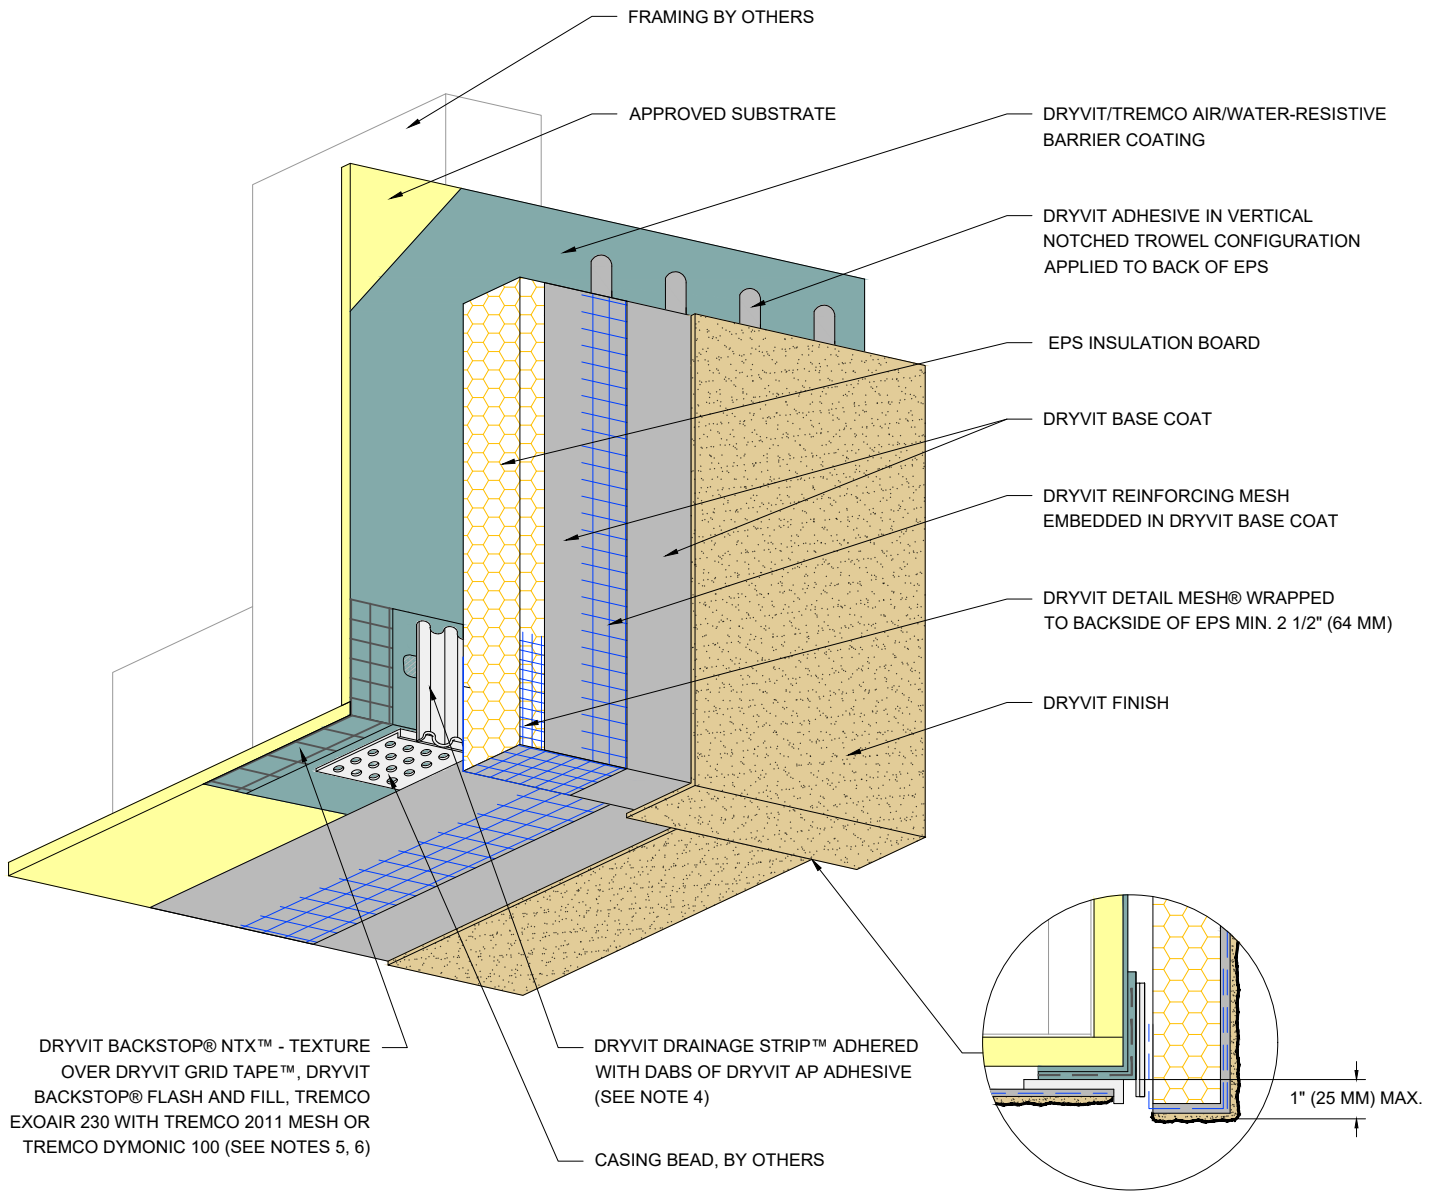 FRAMING BY OTHERS
APPROVED SUBSTRATE
DRYVIT/TREMCO AIR/WATER-RESISTIVE
BARRIER COATING
DRYVIT ADHESIVE IN VERTICAL
NOTCHED TROWEL CONFIGURATION
APPLIED TO BACK OF EPS
EPS INSULATION BOARD
DRYVIT BASE COAT
DRYVIT REINFORCING MESH
EMBEDDED IN DRYVIT BASE COAT
DRYVIT DETAIL MESH® WRAPPED
TO BACKSIDE OF EPS MIN. 2 1/2" (64 MM)
DRYVIT FINISH
DRYVIT BACKSTOP® NTX™ - TEXTURE
OVER DRYVIT GRID TAPE™, DRYVIT
BACKSTOP® FLASH AND FILL, TREMCO
EXOAIR 230 WITH TREMCO 2011 MESH OR
TREMCO DYMONIC 100 (SEE NOTES 5, 6)
DRYVIT DRAINAGE STRIP™ ADHERED
WITH DABS OF DRYVIT AP ADHESIVE
(SEE NOTE 4)
CASING BEAD, BY OTHERS
1" (25 MM) MAX.